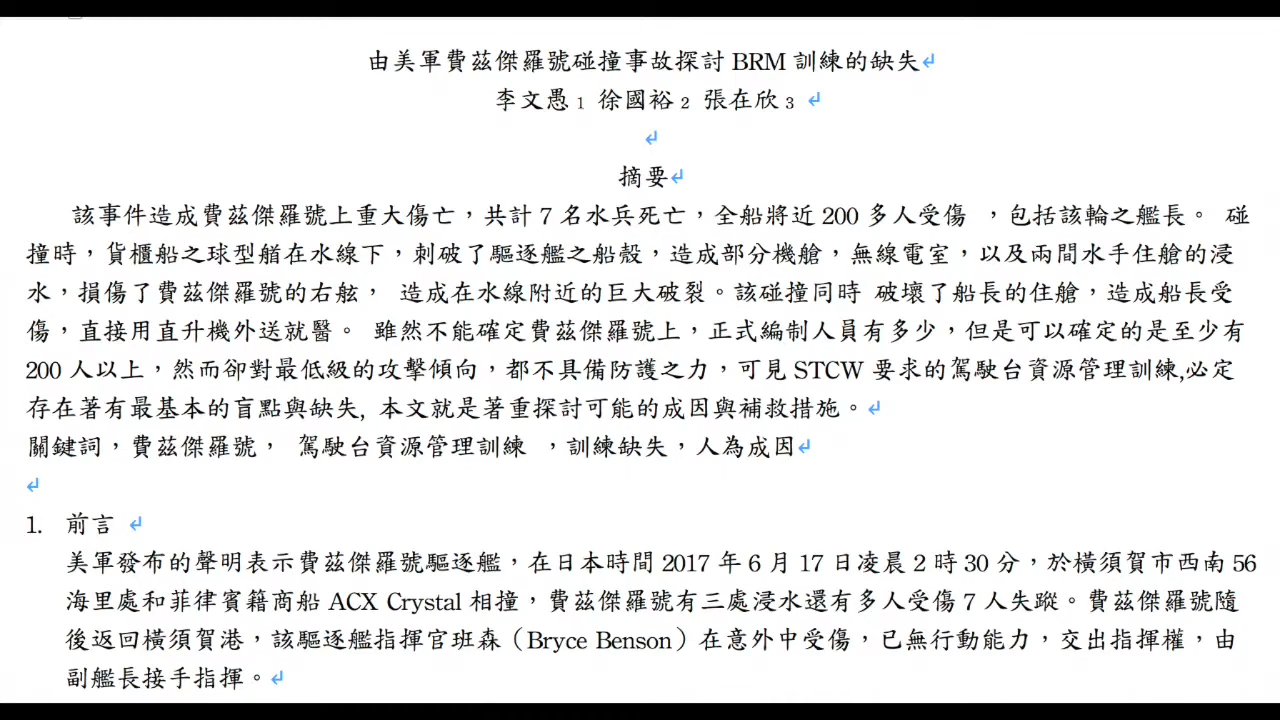 由美軍費茲傑羅號碰撞事故探討 BRM 訓練的缺失
李文愚 1 徐國裕 2 張在欣 3
摘要
該事件造成費茲傑羅號上重大傷亡，共計 7 名水兵死亡，全船將近 200 多人受傷 ，包括該輪之艦長。 碰
撞時，貨櫃船之球型艏在水線下，刺破了驅逐艦之船殼，造成部分機艙，無線電室，以及兩間水手住艙的浸
水，損傷了費茲傑羅號的右舷， 造成在水線附近的巨大破裂。該碰撞同時 破壞了船長的住艙，造成船長受
傷，直接用直升機外送就醫。 雖然不能確定費茲傑羅號上，正式編制人員有多少，但是可以確定的是至少有
200 人以上，然而卻對最低級的攻擊傾向，都不具備防護之力，可見 STCW 要求的駕駛台資源管理訓練,必定
存在著有最基本的盲點與缺失, 本文就是著重探討可能的成因與補救措施。
關鍵詞，費茲傑羅號， 駕駛台資源管理訓練 ，訓練缺失，人為成因
1. 前言
美軍發布的聲明表示費茲傑羅號驅逐艦，在日本時間 2017 年 6 月 17 日凌晨 2 時 30 分，於橫須賀市西南 56
海里處和菲律賓籍商船 ACX Crystal 相撞，費茲傑羅號有三處浸水還有多人受傷 7 人失蹤。費茲傑羅號隨
後返回橫須賀港，該驅逐艦指揮官班森（Bryce Benson）在意外中受傷，已無行動能力，交出指揮權，由
副艦長接手指揮。